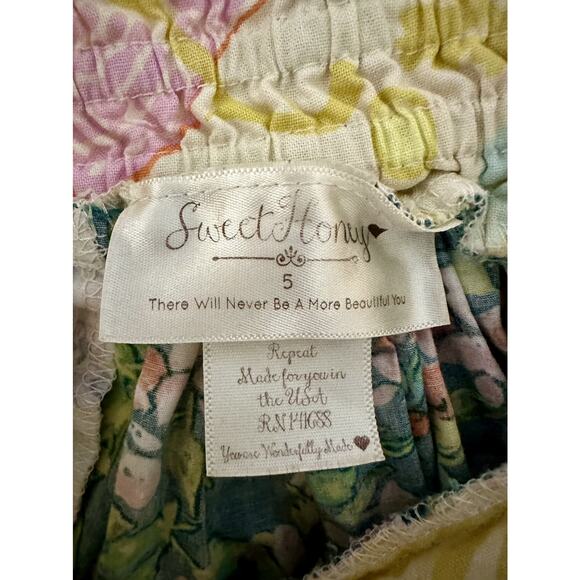 Sweet Honey
5
There Will Never Be A More Beautiful You
Repeat
Made for you in
the USA
RN 141688
You are Wonderfully Made